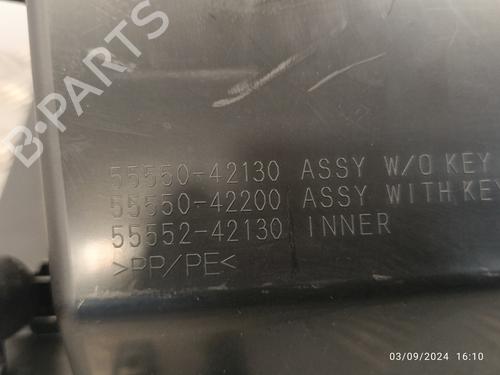 B-PARTS
55550-42130 ASSY W/O KEY
55550-42200 ASSY WITH KEY
55552-42130 INNER
>PP/PE<
03/09/2024 16:10